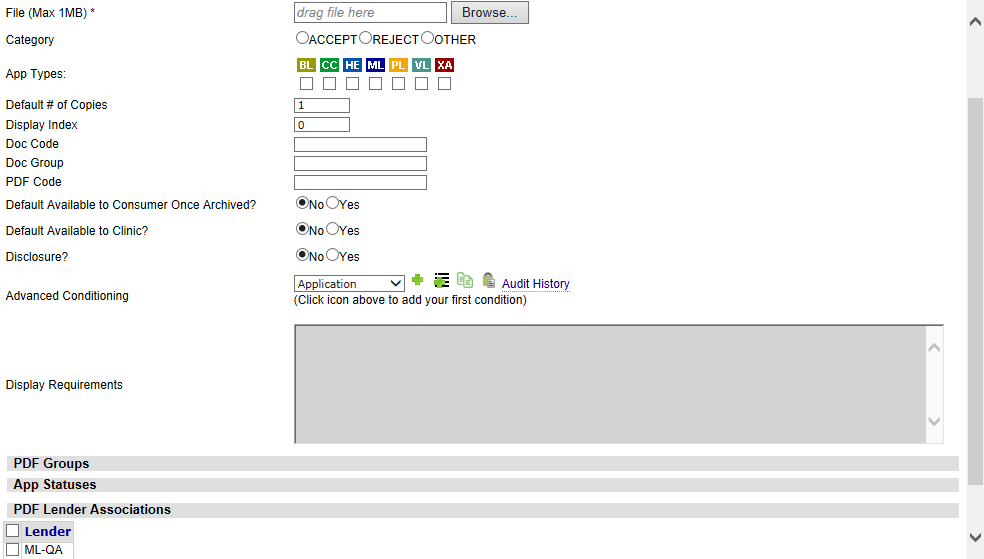 File (Max 1MB) *
drag file here
Browse...
Category
ACCEPT REJECT OTHER
App Types:
BL CC HE ML PL VL XA
Default # of Copies
1
Display Index
0
Doc Code
Doc Group
PDF Code
Default Available to Consumer Once Archived?
No Yes
Default Available to Clinic?
No Yes
Disclosure?
No Yes
Advanced Conditioning
Application
Audit History
(Click icon above to add your first condition)
Display Requirements
PDF Groups
App Statuses
PDF Lender Associations
Lender
ML-QA